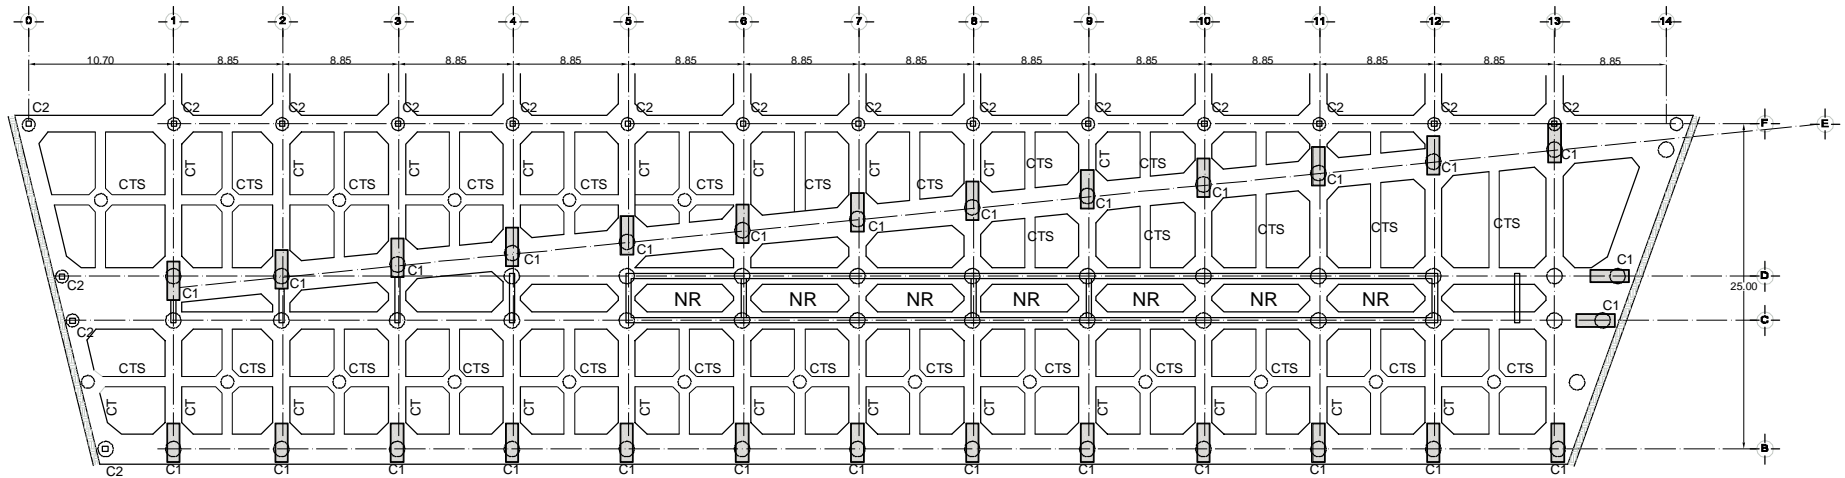 0 1 2 3 4 5 6 7 8 9 10 11 12 13 14
10.70 8.85 8.85 8.85 8.85 8.85 8.85 8.85 8.85 8.85 8.85 8.85 8.85 8.85
C2 C2 C2 C2 C2 C2 C2 C2 C2 C2 C2 C2 C2 C2
F E
CT CT CT CT CT CT CT CTS CT CTS
CTS CTS CTS CTS CTS CTS CTS CTS
C1 C1 C1 C1 C1 C1 C1 C1 C1 C1 C1 C1 C1
CTS CTS CTS CTS CTS
C2 C1 D
25.00
NR NR NR NR NR NR NR
C1 C
C2
CTS CTS CTS CTS CTS CTS CTS CTS CTS CTS CTS CTS CTS
CT CT CT CT CT CT CT CT CT CT CT CT
B
C2 C1 C1 C1 C1 C1 C1 C1 C1 C1 C1 C1 C1 C1